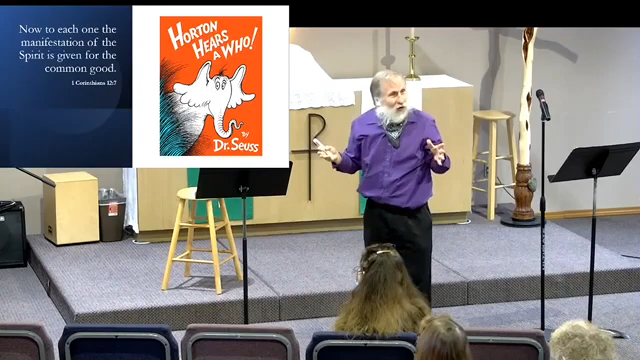 Now to each one the
manifestation of the
Spirit is given for the
common good.
1 Corinthians 12:7
HORTON
HEARS
A WHO!
BY
DR. SEUSS